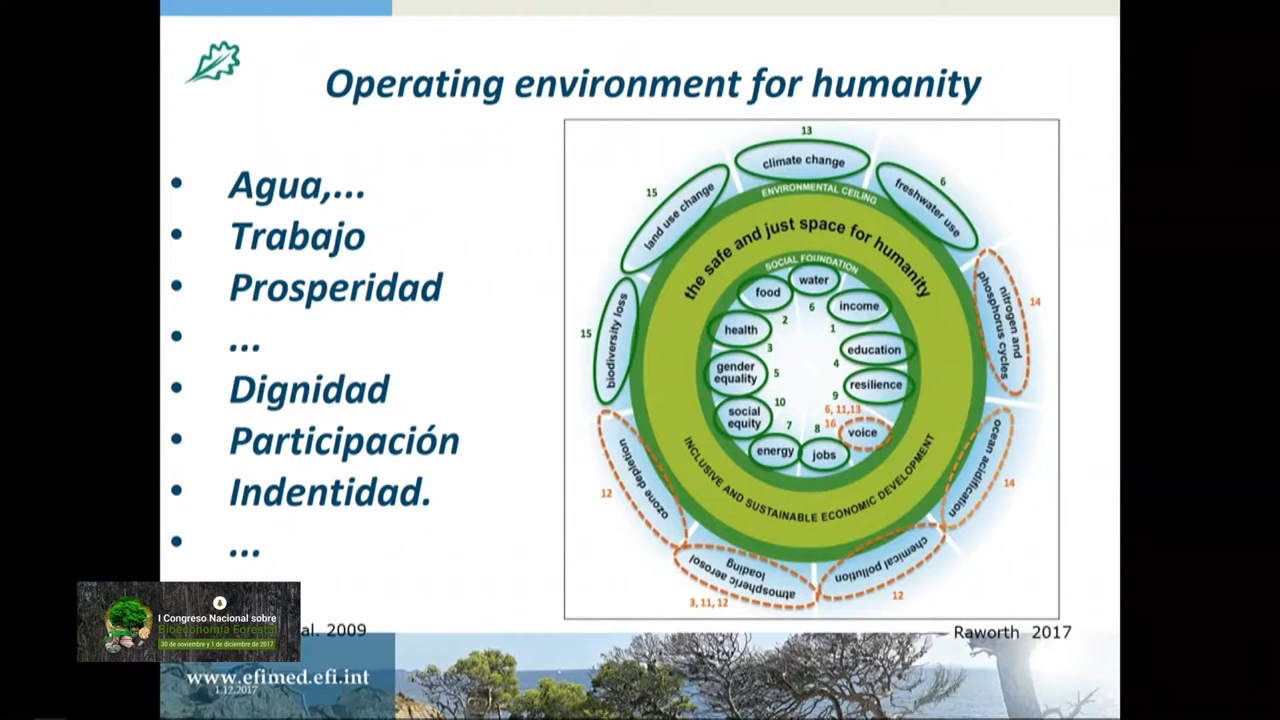 Operating environment for humanity
• Agua,...
• Trabajo
• Prosperidad
• ...
• Dignidad
• Participación
• Indentidad.
• ...
13
climate change
6
freshwater use
14
nitrogen and
phosphorus cycles
14
ocean acidification
12
chemical pollution
3, 11, 12
atmospheric aerosol
loading
12
ozone depletion
15
biodiversity loss
15
land use change
ENVIRONMENTAL CEILING
the safe and just space for humanity
SOCIAL FOUNDATION
water
6
income
1
education
4
resilience
9
6, 11,13
voice
16
jobs
8
energy
7
social
equity
10
gender
equality
5
health
3
food
2
INCLUSIVE AND SUSTAINABLE ECONOMIC DEVELOPMENT
al. 2009
Raworth 2017
I Congreso Nacional sobre
Bioeconomía Forestal
30 de noviembre y 1 de diciembre de 2017
www.efimed.efi.int
1.12.2017